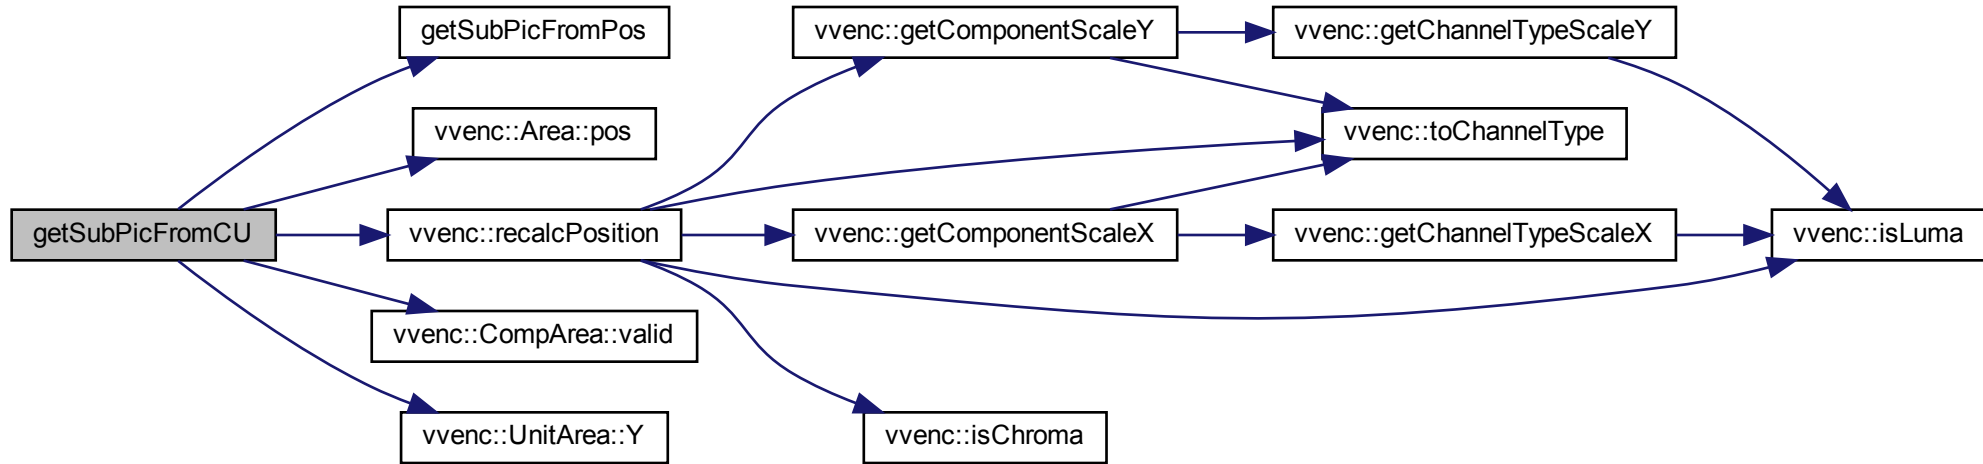 getSubPicFromPos
vvenc::getComponentScaleY
vvenc::getChannelTypeScaleY
vvenc::Area::pos
vvenc::toChannelType
getSubPicFromCU
vvenc::recalcPosition
vvenc::getComponentScaleX
vvenc::getChannelTypeScaleX
vvenc::isLuma
vvenc::CompArea::valid
vvenc::UnitArea::Y
vvenc::isChroma